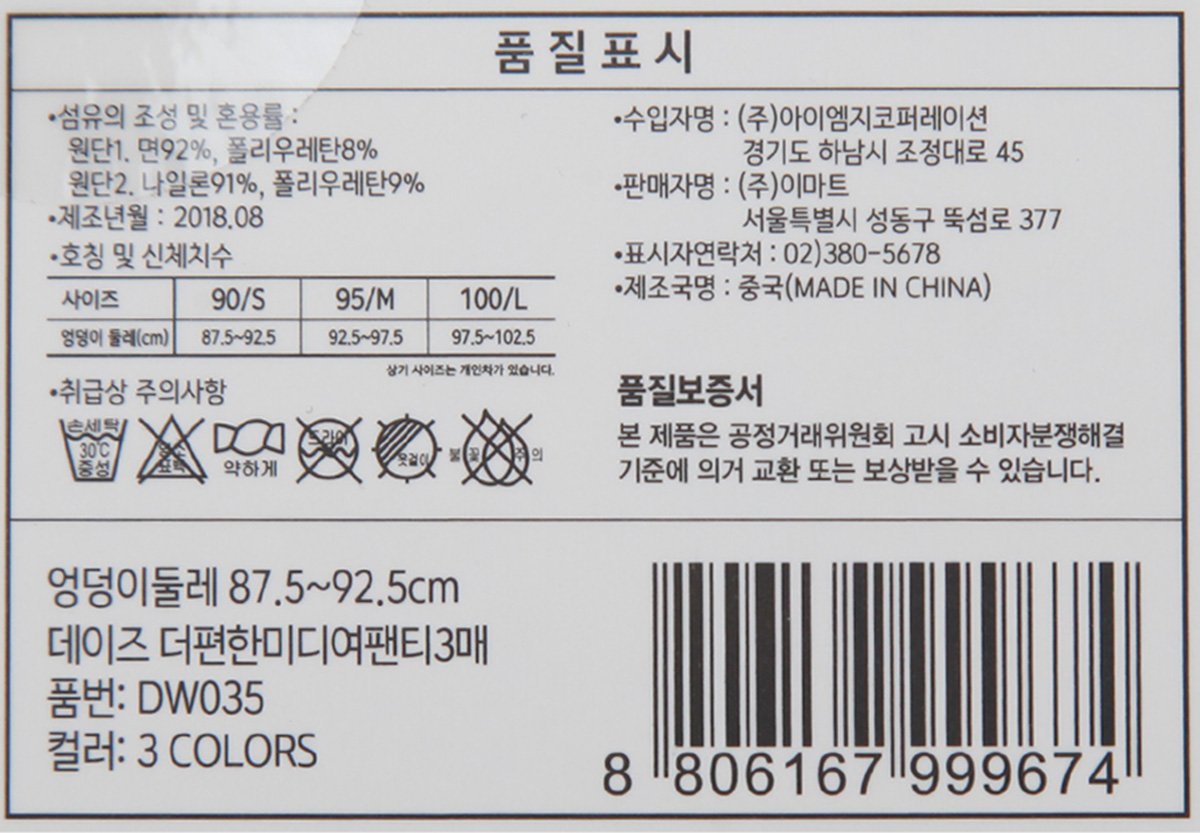 품질표시
•섬유의 조성 및 혼용률 :
원단1. 면92%, 폴리우레탄8%
원단2. 나일론91%, 폴리우레탄9%
•제조년월 : 2018.08
•호칭 및 신체치수
사이즈 90/S 95/M 100/L
엉덩이 둘레(cm) 87.5~92.5 92.5~97.5 97.5~102.5
상기 사이즈는 개인차가 있습니다.
•취급상 주의사항
손세탁
30℃
중성
염소
표백
약하게
드라이
옷걸이
불꽃주의
•수입자명 : (주)아이엠지코퍼레이션
경기도 하남시 조정대로 45
•판매자명 : (주)이마트
서울특별시 성동구 뚝섬로 377
•표시자연락처 : 02)380-5678
•제조국명 : 중국(MADE IN CHINA)
품질보증서
본 제품은 공정거래위원회 고시 소비자분쟁해결
기준에 의거 교환 또는 보상받을 수 있습니다.
엉덩이둘레 87.5~92.5cm
데이즈 더편한미디여팬티3매
품번: DW035
컬러: 3 COLORS
8 806167 999674